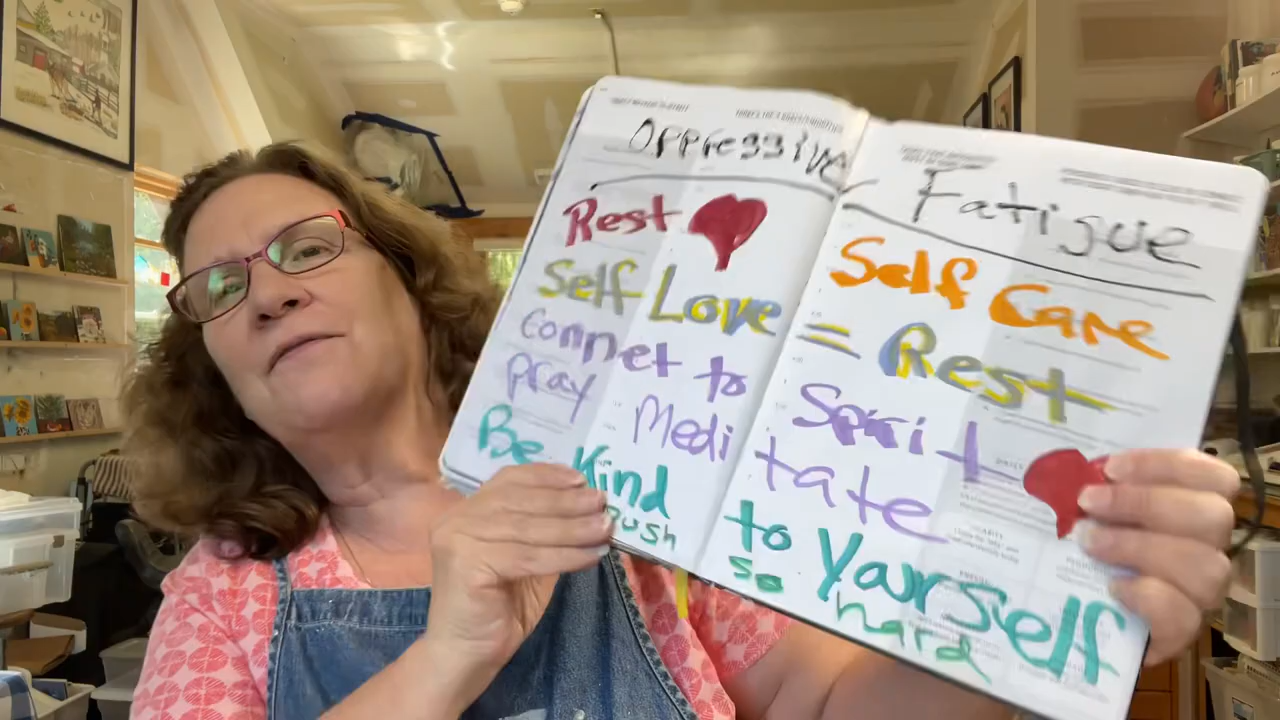 Oppressive Fatigue
Rest Self Care
Self Love = Rest
Connet to Spirit
Pray Meditate
Be Kind to Yourself
push so hard